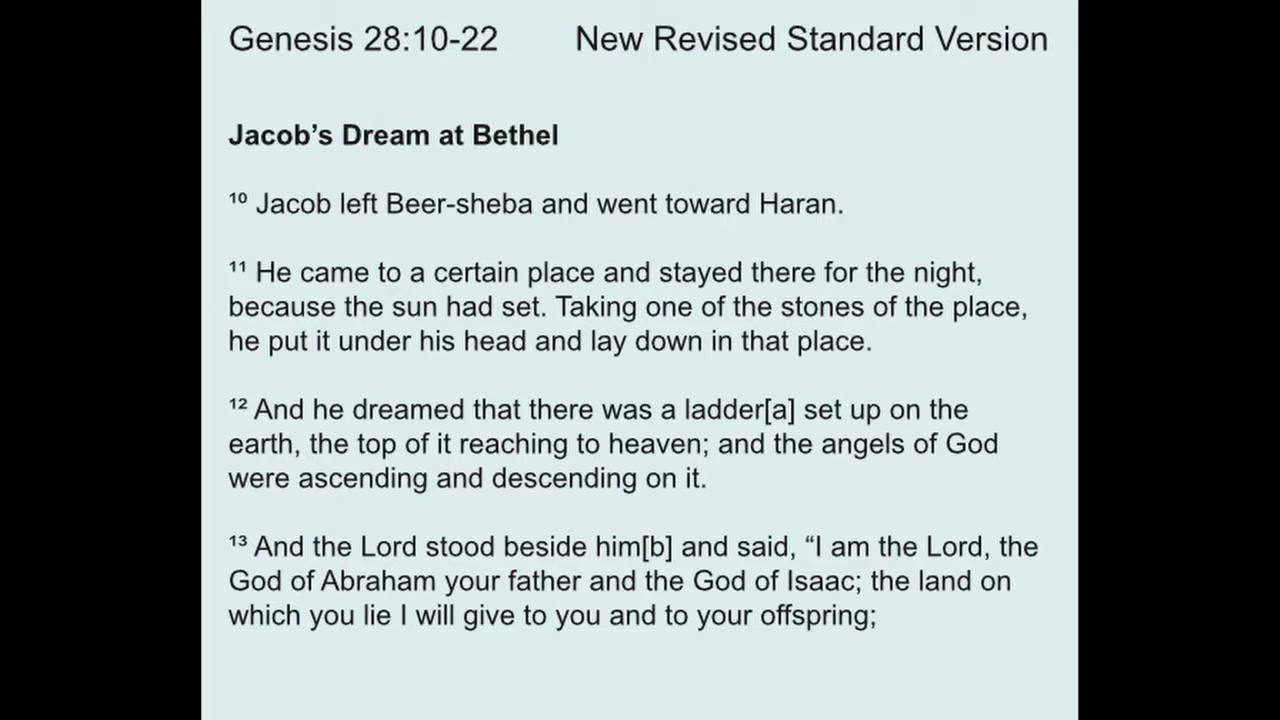 Genesis 28:10-22 New Revised Standard Version
Jacob’s Dream at Bethel
¹⁰ Jacob left Beer-sheba and went toward Haran.
¹¹ He came to a certain place and stayed there for the night,
because the sun had set. Taking one of the stones of the place,
he put it under his head and lay down in that place.
¹² And he dreamed that there was a ladder[a] set up on the
earth, the top of it reaching to heaven; and the angels of God
were ascending and descending on it.
¹³ And the Lord stood beside him[b] and said, “I am the Lord, the
God of Abraham your father and the God of Isaac; the land on
which you lie I will give to you and to your offspring;